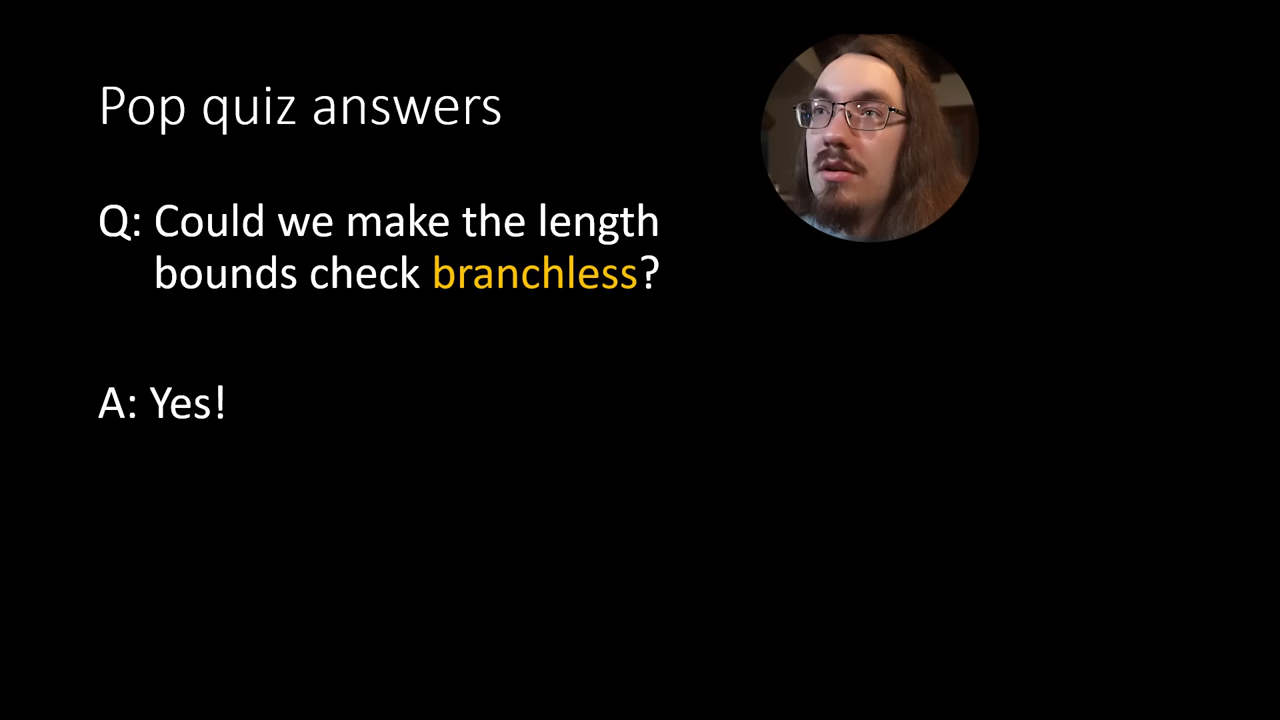 Pop quiz answers
Q: Could we make the length
bounds check branchless?
A: Yes!